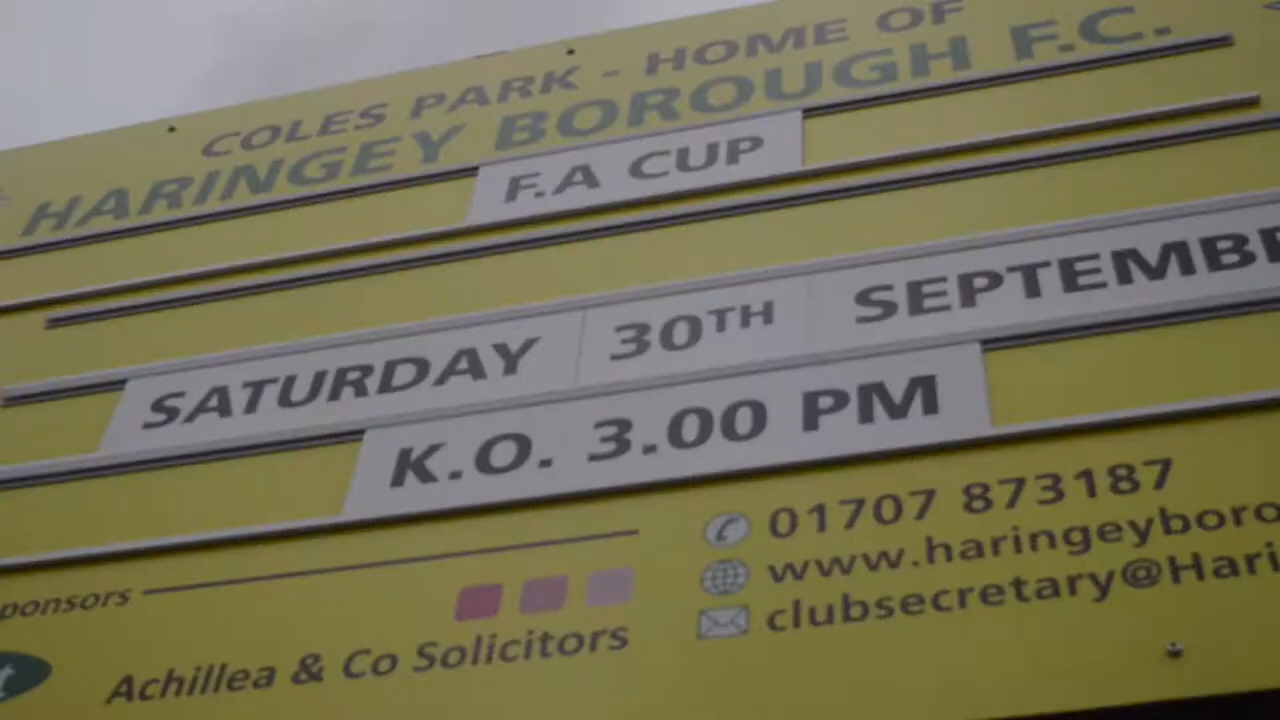 COLES PARK - HOME OF
HARINGEY BOROUGH F.C.
F.A CUP
SATURDAY 30TH SEPTEMBE
K.O. 3.00 PM
01707 873187
www.haringeyboro
clubsecretary@Hari
ponsors
Achillea & Co Solicitors